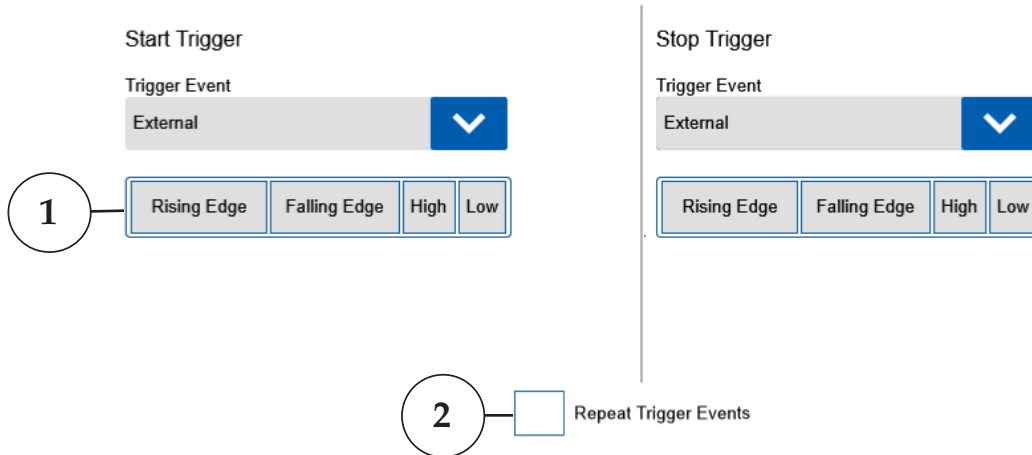 Start Trigger
Trigger Event
External
Rising Edge Falling Edge High Low
1
Stop Trigger
Trigger Event
External
Rising Edge Falling Edge High Low
2
Repeat Trigger Events